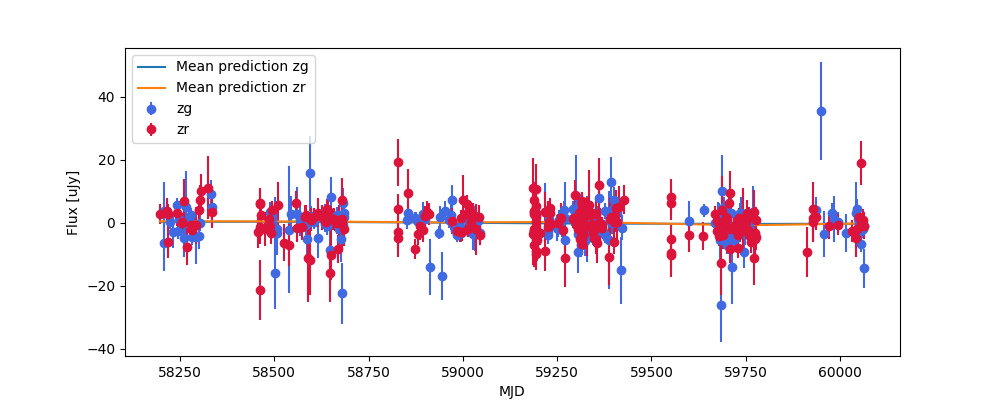 Mean prediction zg
Mean prediction zr
zg
zr
Flux [uJy]
40
20
0
−20
−40
58250
58500
58750
59000
59250
59500
59750
60000
MJD